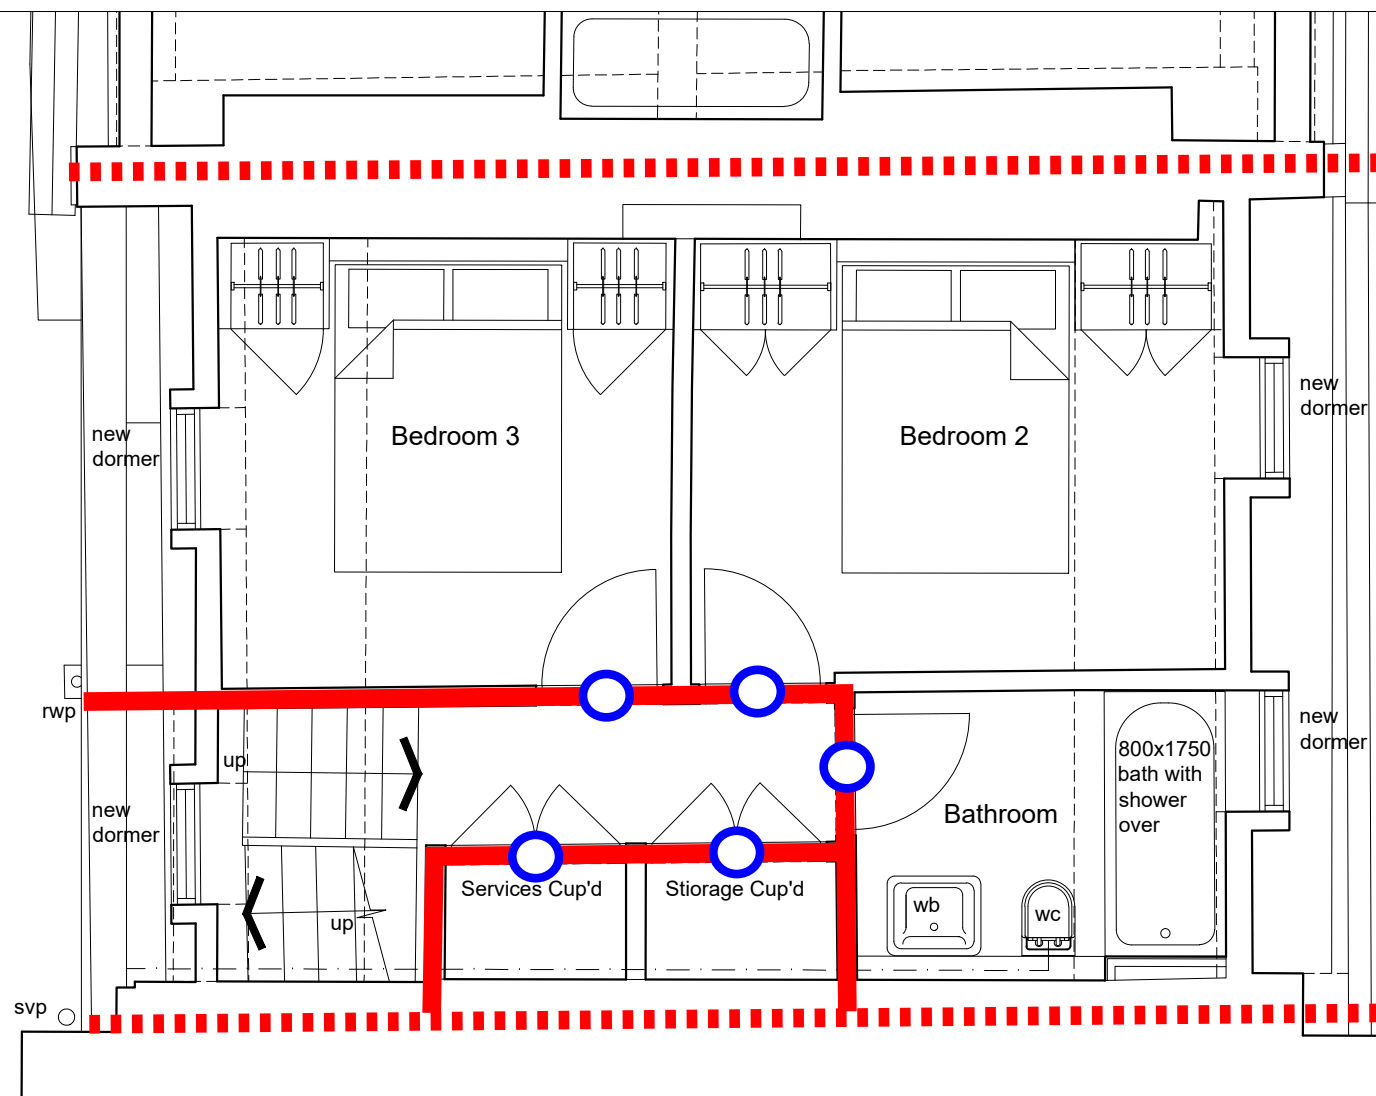 new
dormer
new
dormer
Bedroom 3
Bedroom 2
rwp
new
dormer
up
800x1750
bath with
shower
over
new
dormer
Bathroom
Services Cup'd
Stiorage Cup'd
wb
wc
up
svp